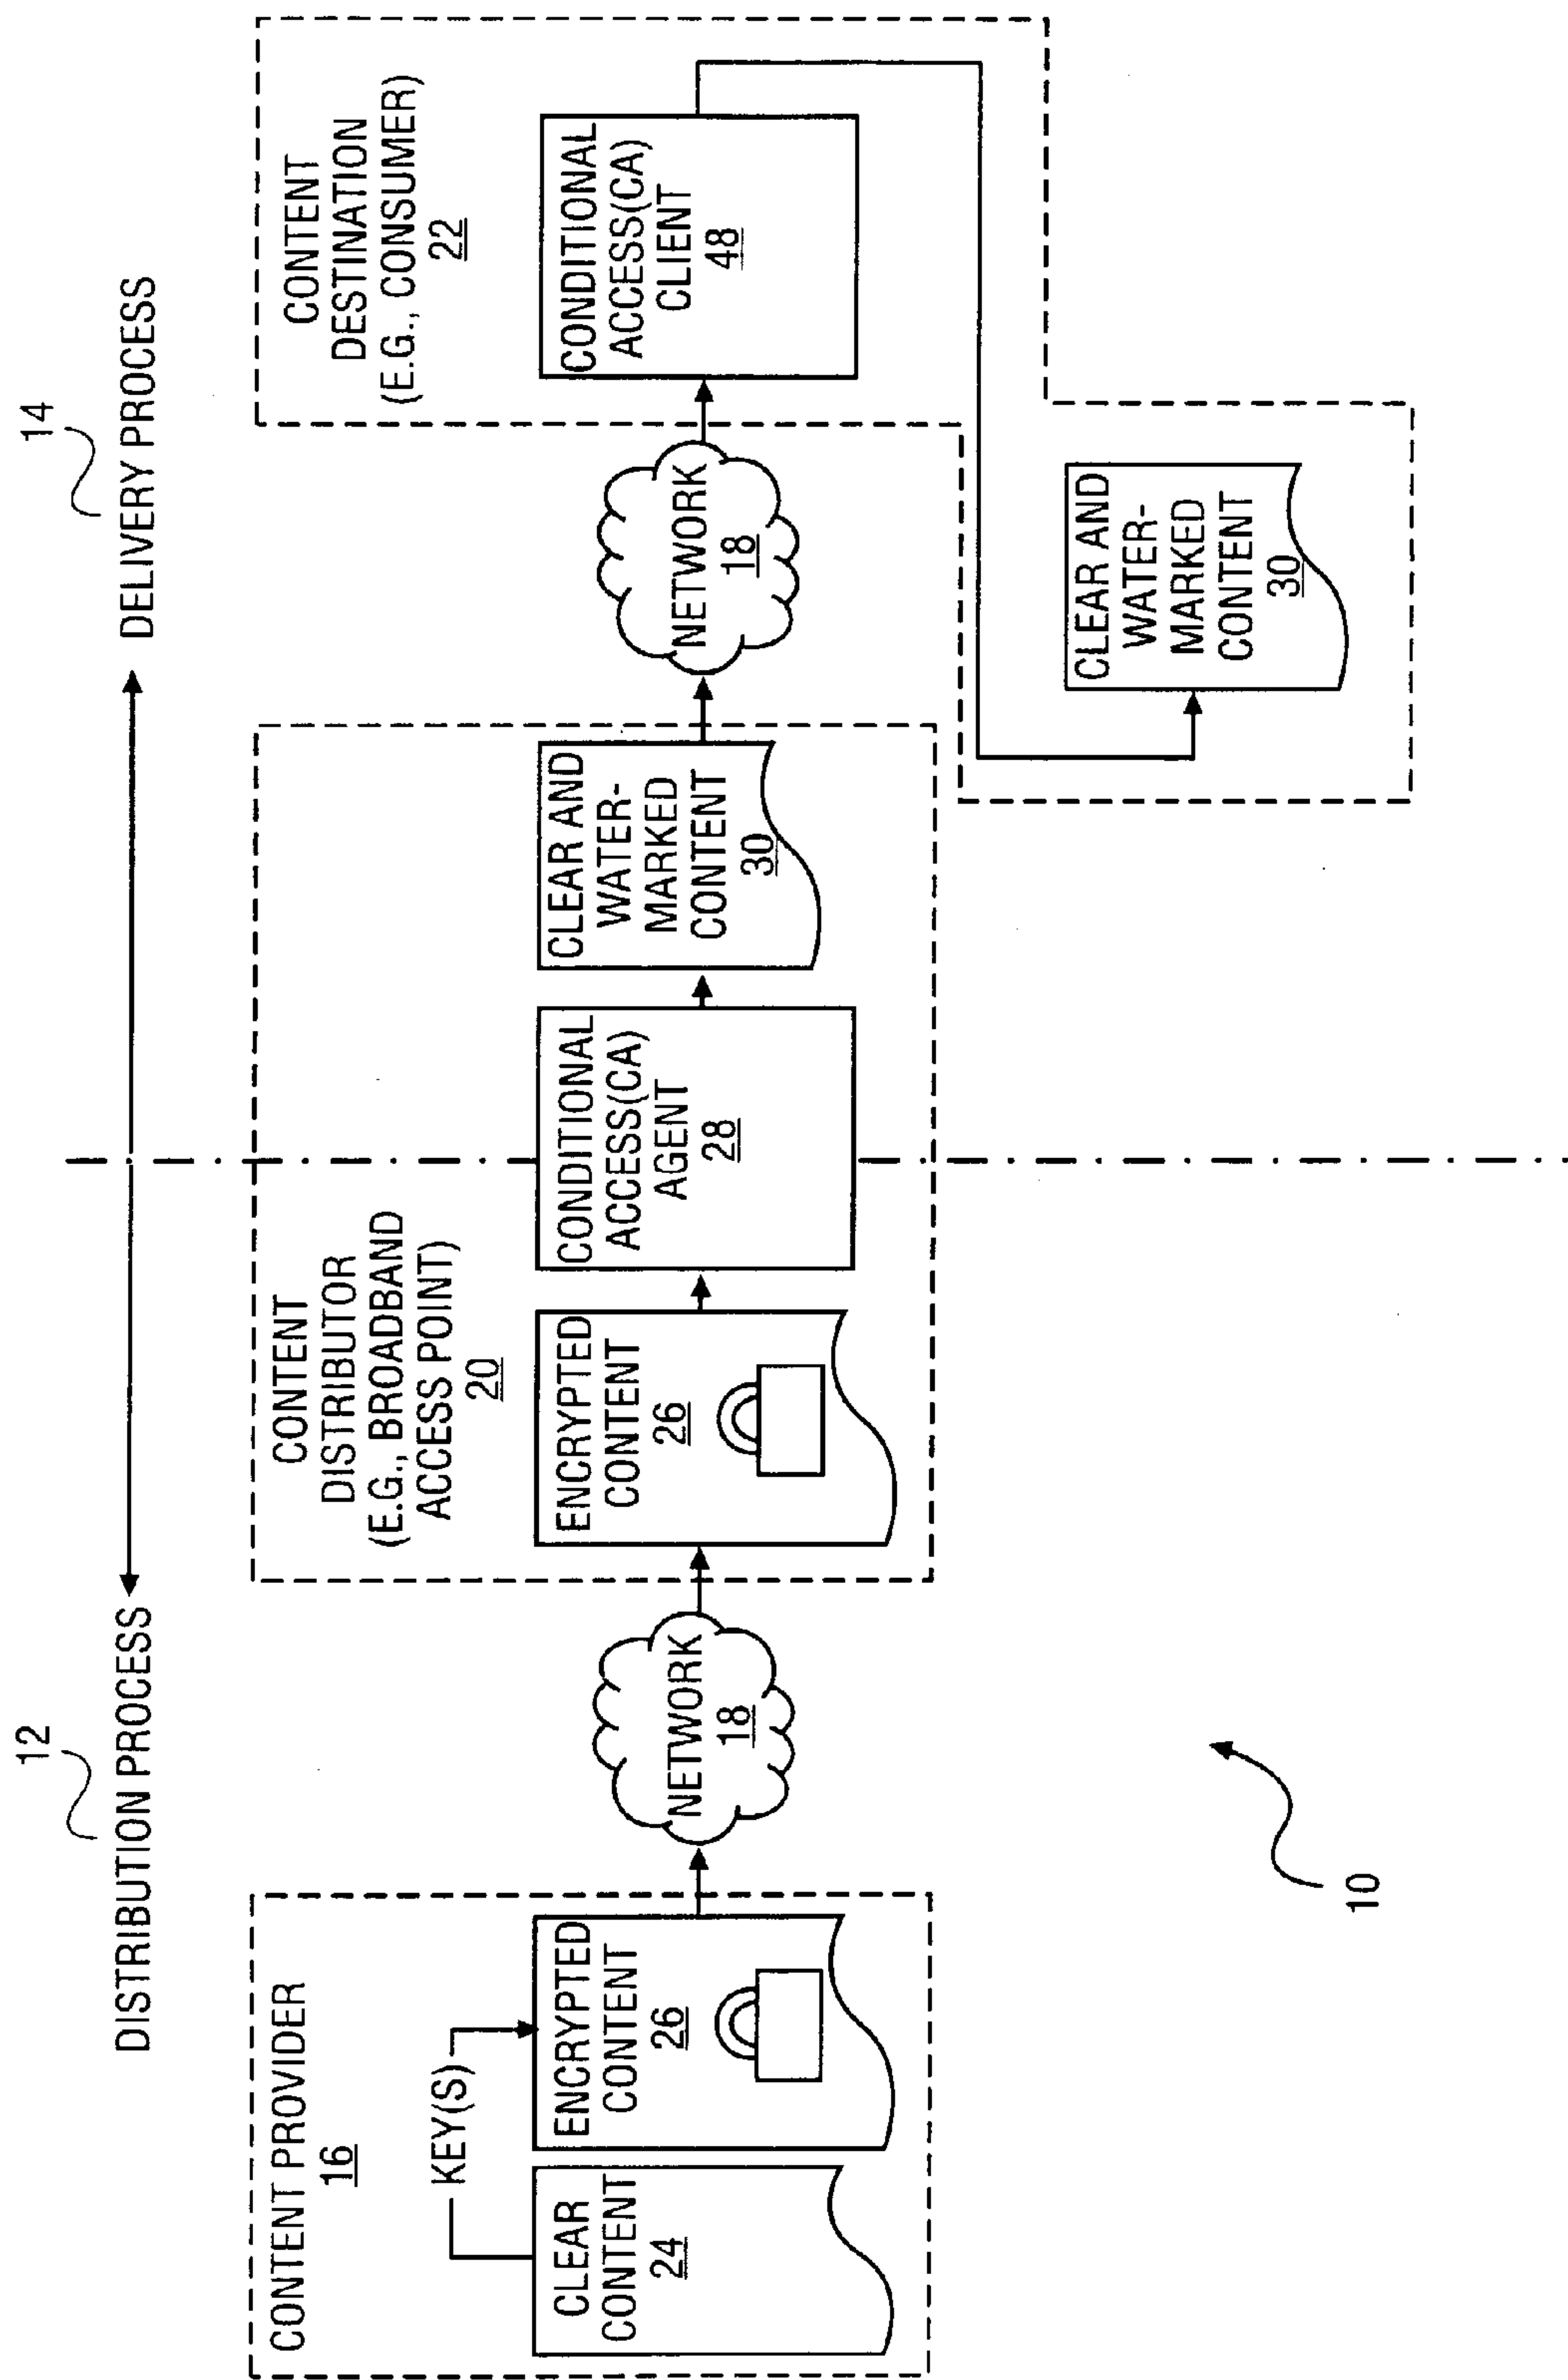 12
DISTRIBUTION PROCESS
14
DELIVERY PROCESS
CONTENT PROVIDER
16
KEY(S)
CLEAR
CONTENT
24
ENCRYPTED
CONTENT
26
NETWORK
18
CONTENT
DISTRIBUTOR
(E.G., BROADBAND
ACCESS POINT)
20
ENCRYPTED
CONTENT
26
CONDITIONAL
ACCESS(CA)
AGENT
28
CLEAR AND
WATER-
MARKED
CONTENT
30
NETWORK
18
CONTENT
DESTINATION
(E.G., CONSUMER)
22
CONDITIONAL
ACCESS(CA)
CLIENT
48
CLEAR AND
WATER-
MARKED
CONTENT
30
10